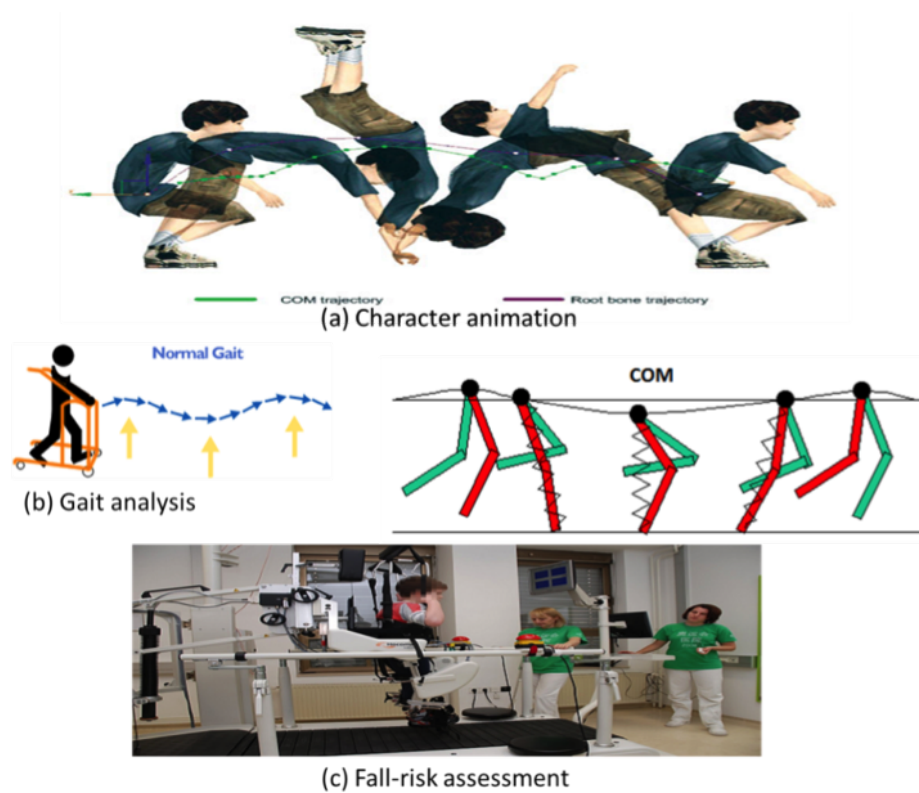 COM trajectory
Root bone trajectory
(a) Character animation
Normal Gait
COM
(b) Gait analysis
(c) Fall-risk assessment